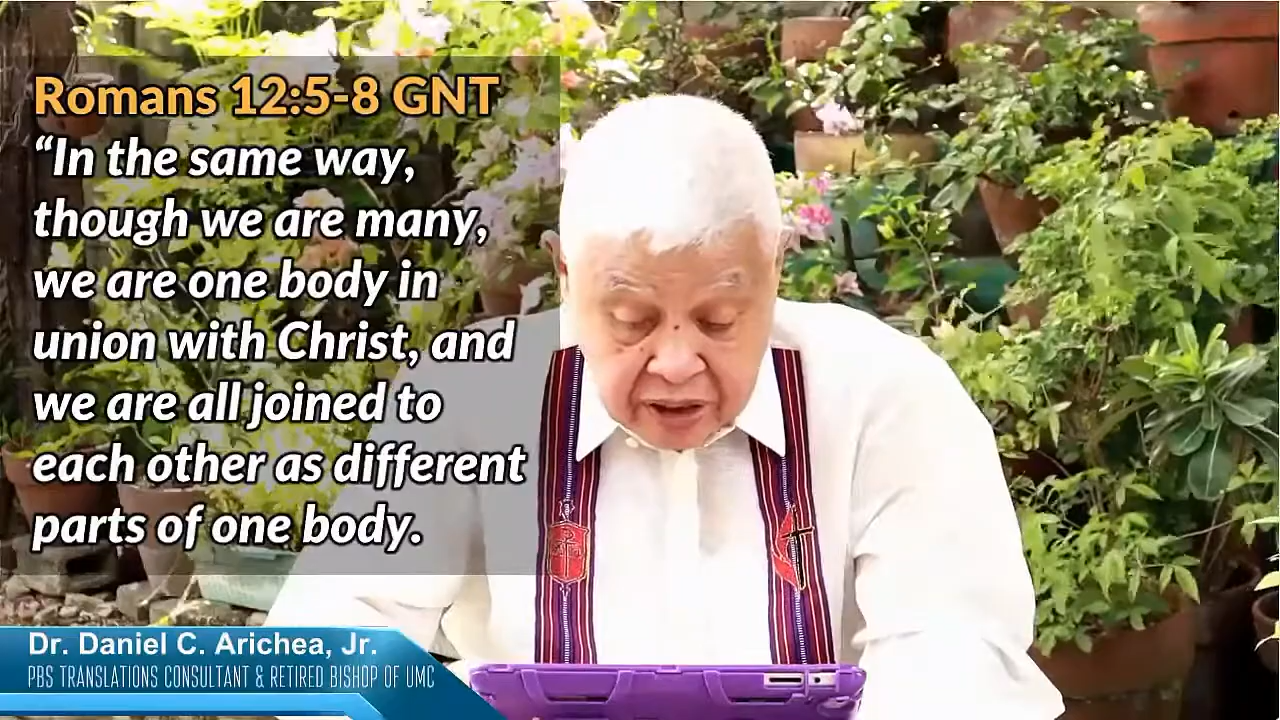 Romans 12:5-8 GNT
“In the same way,
though we are many,
we are one body in
union with Christ, and
we are all joined to
each other as different
parts of one body.
Dr. Daniel C. Arichea, Jr.
PBS TRANSLATIONS CONSULTANT & RETIRED BISHOP OF UMC